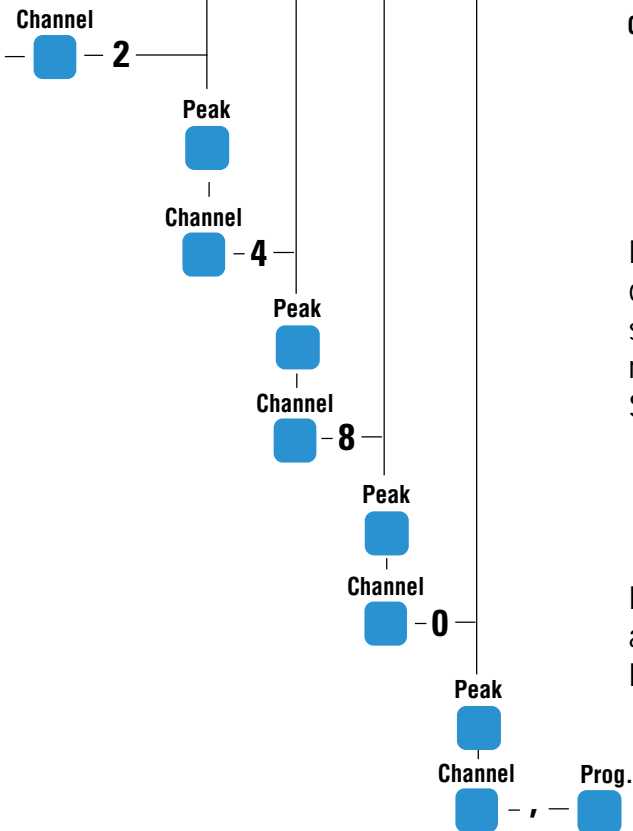 Channel
– 2
Peak
Channel
– 4 –
Peak
Channel
– 8 –
Peak
Channel
– 0 –
Peak
Channel Prog.
– , –